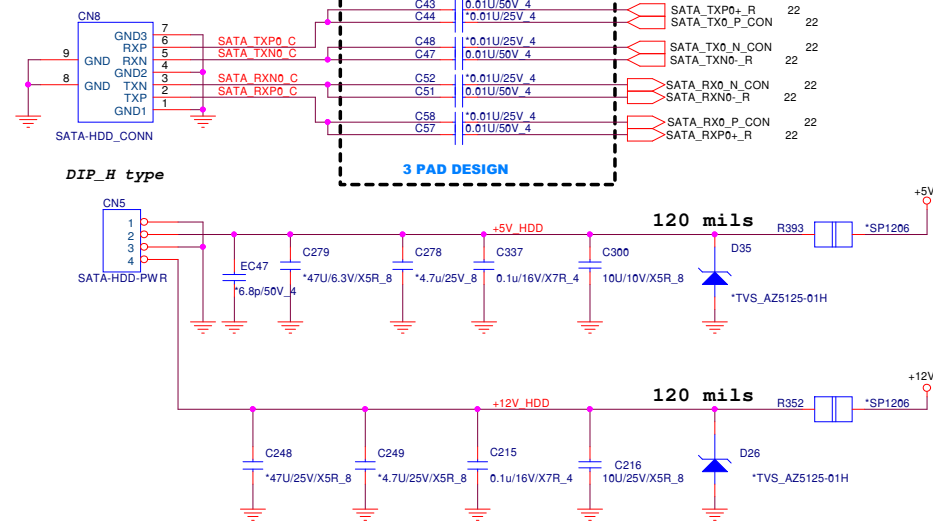 CN8
C43 0.01U/50V_4 SATA_TXP0+_R 22
C44 *0.01U/25V_4 SATA_TX0_P_CON 22
GND3 7
RXP 6 SATA_TXP0_C C48 *0.01U/25V_4 SATA_TX0_N_CON 22
9 GND RXN 5 SATA_TXN0_C C47 0.01U/50V_4 SATA_TXN0-_R 22
GND2 4
8 GND TXN 3 SATA_RXN0_C C52 *0.01U/25V_4 SATA_RX0_N_CON 22
TXP 2 SATA_RXP0_C C51 0.01U/50V_4 SATA_RXN0-_R 22
GND1 1
C58 *0.01U/25V_4 SATA_RX0_P_CON 22
SATA-HDD_CONN C57 0.01U/50V_4 SATA_RXP0+_R 22
3 PAD DESIGN
DIP_H type
CN5
1
2
3
4
SATA-HDD-PWR
+5V_HDD
120 mils
R393
*SP1206
+5V
EC47
*6.8p/50V_4
C279
*47U/6.3V/X5R_8
C278
*4.7u/25V_8
C337
0.1u/16V/X7R_4
C300
10U/10V/X5R_8
D35
*TVS_AZ5125-01H
+12V_HDD
120 mils
R352
*SP1206
+12V
C248
*47U/25V/X5R_8
C249
*4.7U/25V/X5R_8
C215
0.1u/16V/X7R_4
C216
10U/25V/X5R_8
D26
*TVS_AZ5125-01H